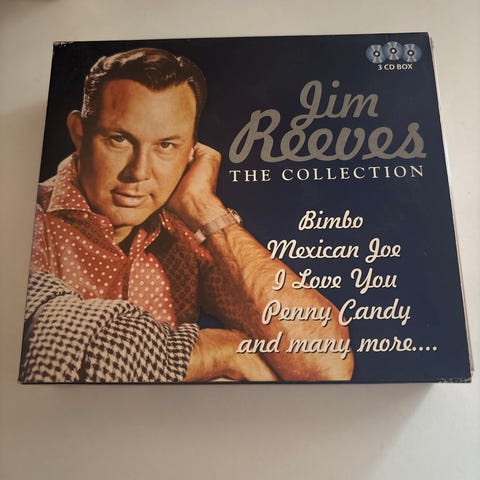 3 CD BOX
Jim
Reeves
THE COLLECTION
Bimbo
Mexican Joe
I Love You
Penny Candy
and many more....